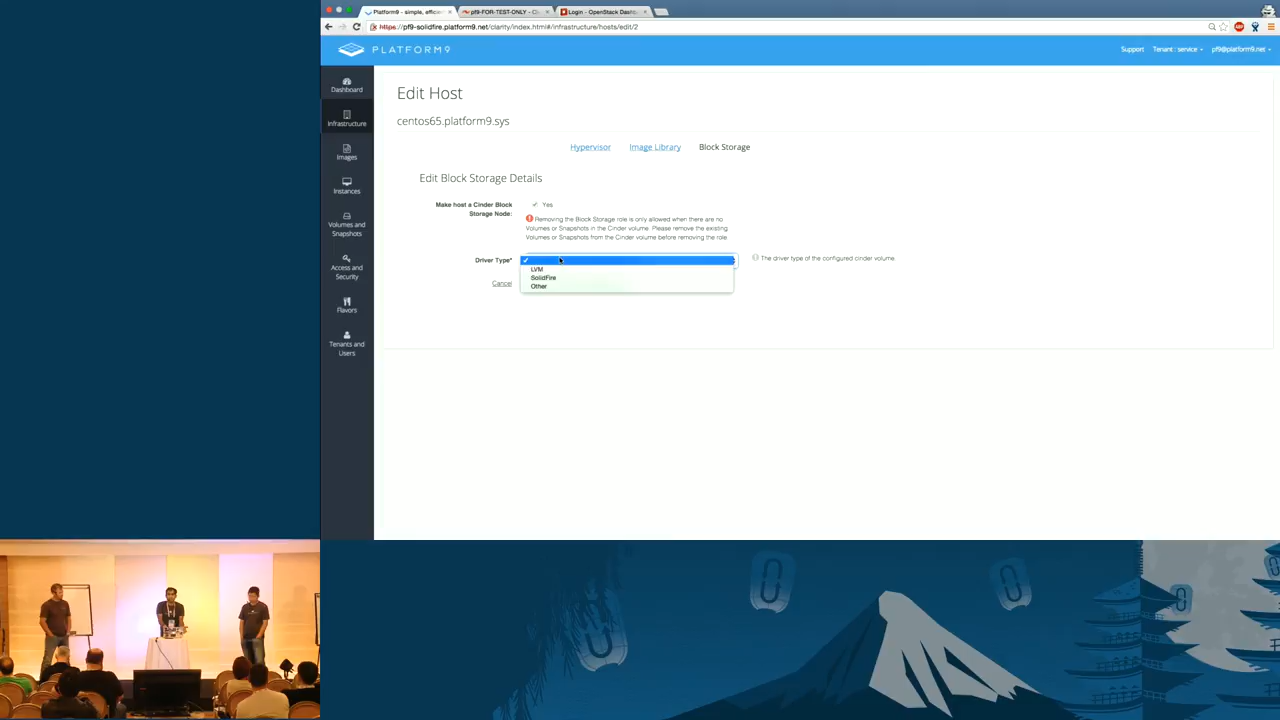 Platform9 - simple, efficie
pf9-FOR-TEST-ONLY - Cl
Login - OpenStack Dashbo
https://pf9-solidfire.platform9.net/clarity/index.html#/infrastructure/hosts/edit/2
PLATFORM9
Support
Tenant : service
pf9@platform9.net
Dashboard
Infrastructure
Images
Instances
Volumes and
Snapshots
Access and
Security
Flavors
Tenants and
Users
Edit Host
centos65.platform9.sys
Hypervisor
Image Library
Block Storage
Edit Block Storage Details
Make host a Cinder Block
Storage Node:
Yes
Removing the Block Storage role is only allowed when there are no
Volumes or Snapshots in the Cinder volume. Please remove the existing
Volumes or Snapshots from the Cinder volume before removing the role.
Driver Type*
LVM
SolidFire
Other
The driver type of the configured cinder volume.
Cancel